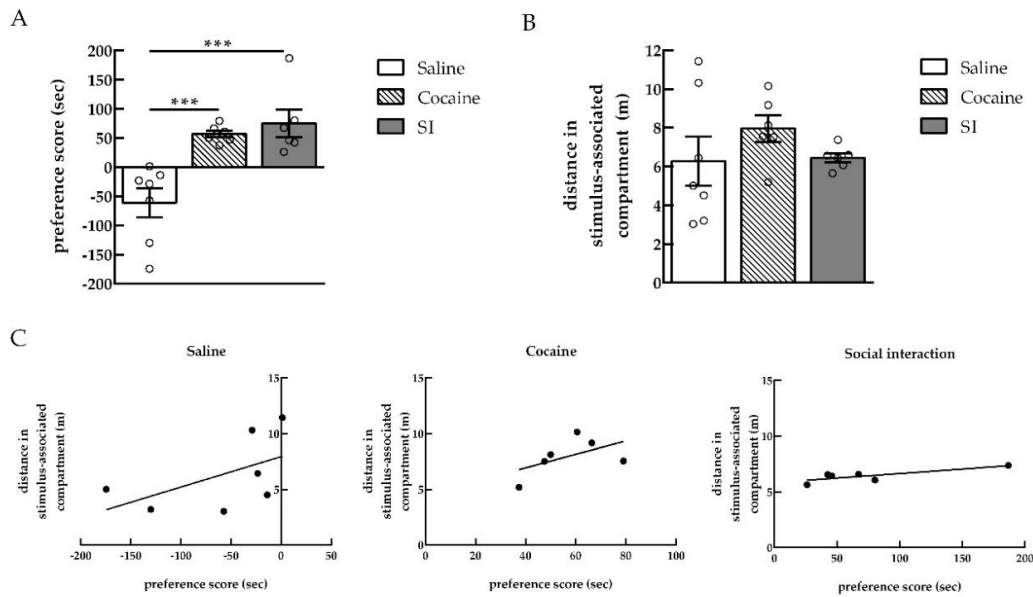 A
B
***
***
200
150
100
50
0
-50
-100
-150
-200
preference score (sec)
Saline
Cocaine
SI
12
10
8
6
4
2
0
distance in
stimulus-associated
compartment (m)
Saline
Cocaine
SI
C
Saline
15
10
5
-200 -150 -100 -50 0 50
distance in
stimulus-associated
compartment (m)
preference score (sec)
Cocaine
15
10
5
0
0 20 40 60 80 100
distance in
stimulus-associated
compartment (m)
preference score (sec)
Social interaction
15
10
5
0
0 50 100 150 200
distance in
stimulus-associated
compartment (m)
preference score (sec)